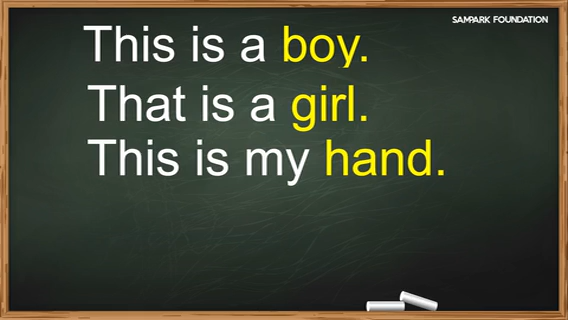 SAMPARK FOUNDATION
This is a boy.
That is a girl.
This is my hand.